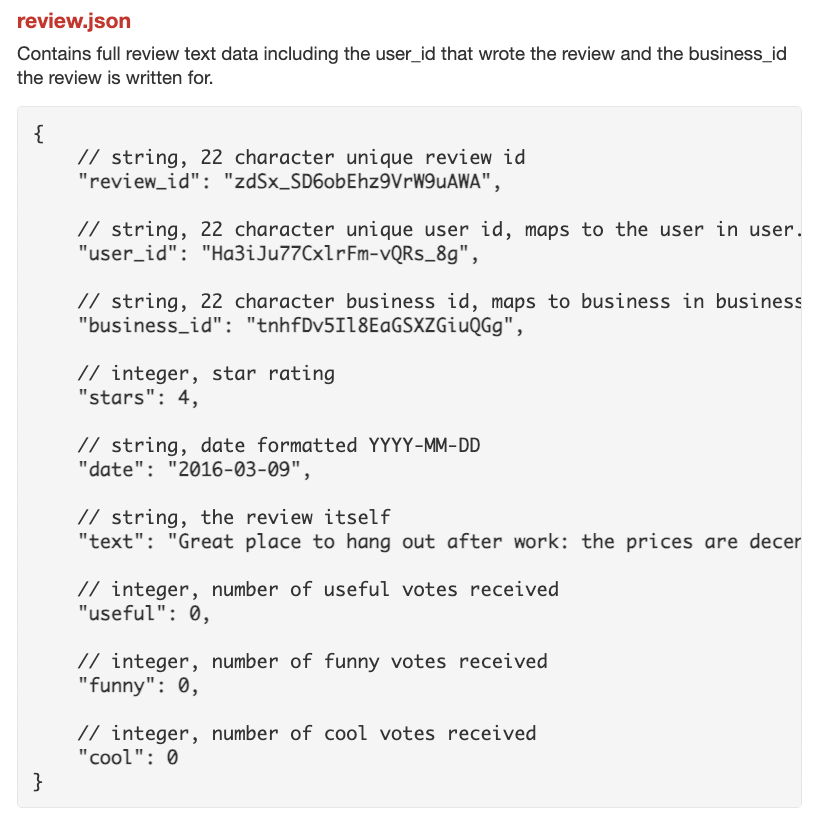 review.json
Contains full review text data including the user_id that wrote the review and the business_id
the review is written for.
{
// string, 22 character unique review id
"review_id": "zdSx_SD6obEhz9VrW9uAWA",
// string, 22 character unique user id, maps to the user in user.
"user_id": "Ha3iJu77CxlrFm-vQRs_8g",
// string, 22 character business id, maps to business in business
"business_id": "tnhfDv5Il8EaGSXZGiuQGg",
// integer, star rating
"stars": 4,
// string, date formatted YYYY-MM-DD
"date": "2016-03-09",
// string, the review itself
"text": "Great place to hang out after work: the prices are
// integer, number of useful votes received
"useful": 0,
// integer, number of funny votes received
"funny": 0,
// integer, number of cool votes received
"cool": 0
}